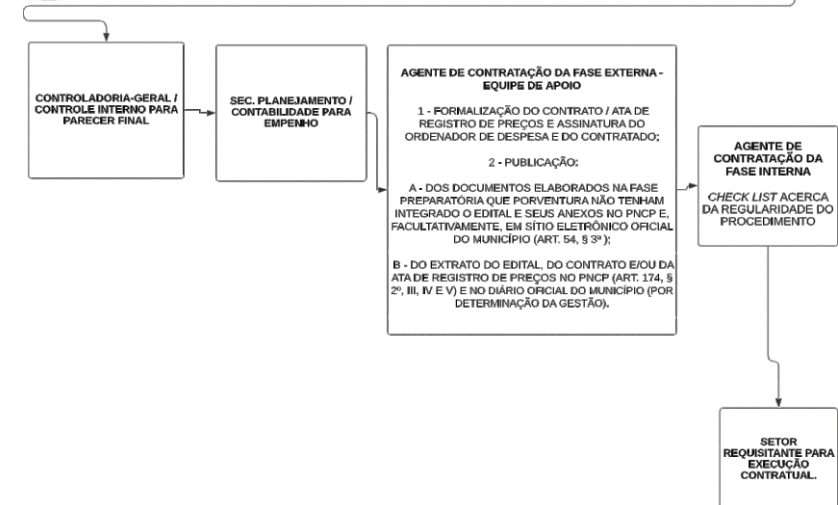 CONTROLADORIA-GERAL /
CONTROLE INTERNO PARA
PARECER FINAL
SEC. PLANEJAMENTO /
CONTABILIDADE PARA
EMPENHO
AGENTE DE CONTRATAÇÃO DA FASE EXTERNA -
EQUIPE DE APOIO
1 - FORMALIZAÇÃO DO CONTRATO / ATA DE
REGISTRO DE PREÇOS E ASSINATURA DO
ORDENADOR DE DESPESA E DO CONTRATADO;
2 - PUBLICAÇÃO:
A - DOS DOCUMENTOS ELABORADOS NA FASE
PREPARATÓRIA QUE PORVENTURA NÃO TENHAM
INTEGRADO O EDITAL E SEUS ANEXOS NO PNCP E,
FACULTATIVAMENTE, EM SÍTIO ELETRÔNICO OFICIAL
DO MUNICÍPIO (ART. 54, § 3º );
B - DO EXTRATO DO EDITAL, DO CONTRATO E/OU DA
ATA DE REGISTRO DE PREÇOS NO PNCP (ART. 174, §
2º, III, IV E V) E NO DIÁRIO OFICIAL DO MUNICÍPIO (POR
DETERMINAÇÃO DA GESTÃO).
AGENTE DE
CONTRATAÇÃO DA
FASE INTERNA
CHECK LIST ACERCA
DA REGULARIDADE DO
PROCEDIMENTO
SETOR
REQUISITANTE PARA
EXECUÇÃO
CONTRATUAL.